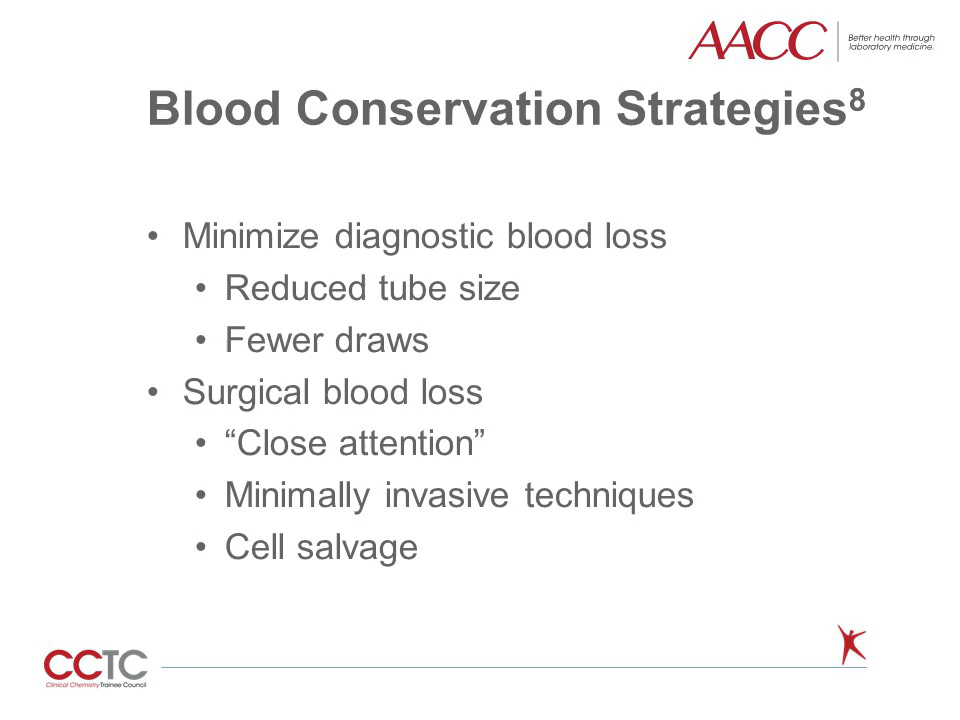 AACC
Better health through
laboratory medicine.
Blood Conservation Strategies⁸
• Minimize diagnostic blood loss
• Reduced tube size
• Fewer draws
• Surgical blood loss
• “Close attention”
• Minimally invasive techniques
• Cell salvage
CCTC
Clinical Chemistry Trainee Council